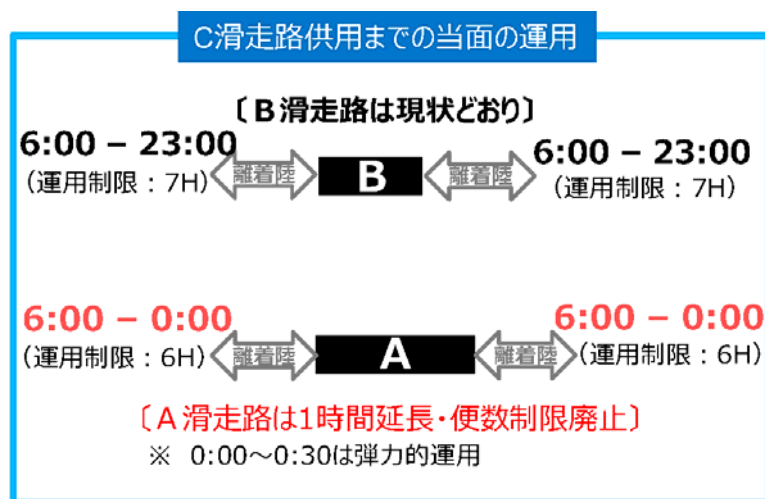 C滑走路供用までの当面の運用
〔B滑走路は現状どおり〕
6:00 – 23:00
(運用制限:7H)
離着陸
B
離着陸
6:00 – 23:00
(運用制限:7H)
6:00 – 0:00
(運用制限:6H)
離着陸
A
離着陸
6:00 – 0:00
(運用制限:6H)
〔A滑走路は1時間延長・便数制限廃止〕
※ 0:00~0:30は弾力的運用